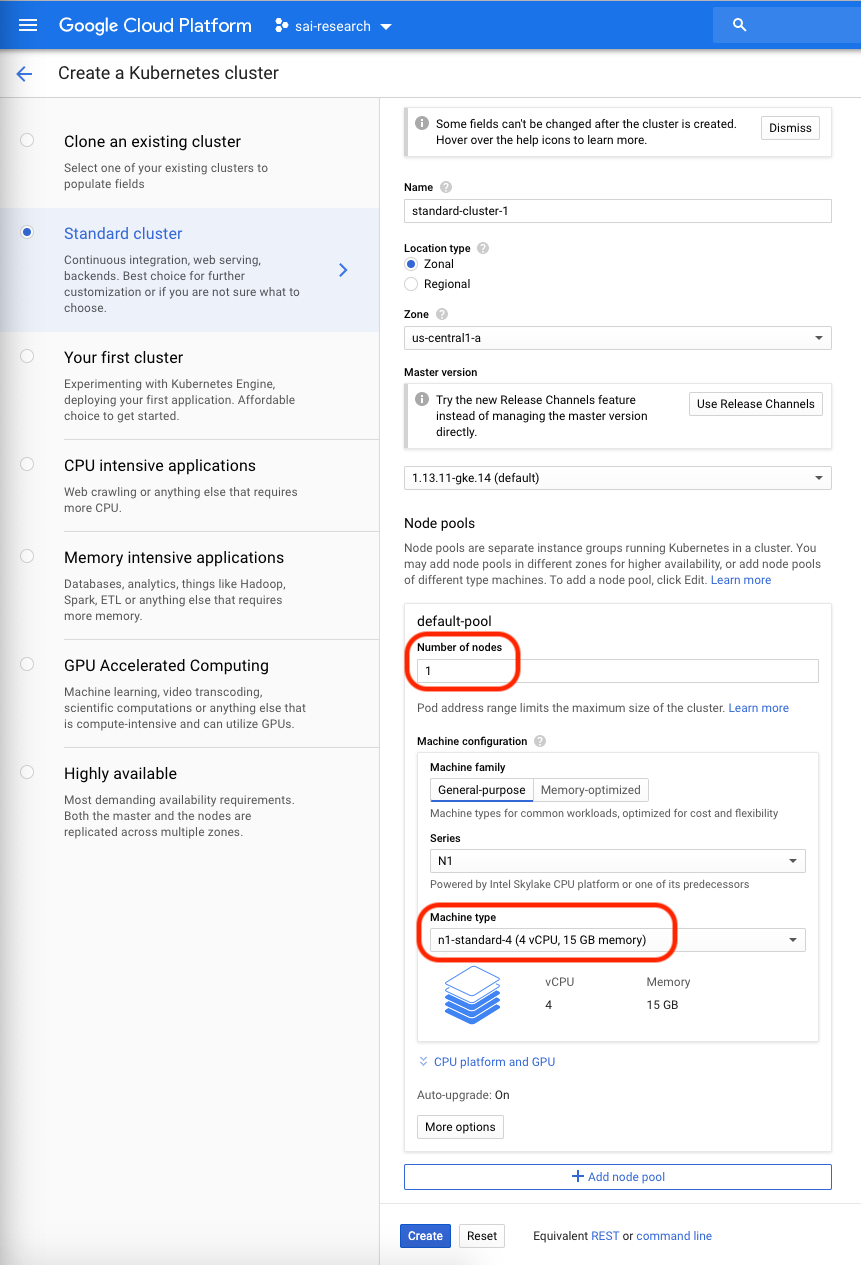 Google Cloud Platform
sai-research
Create a Kubernetes cluster
Clone an existing cluster
Select one of your existing clusters to
populate fields
Standard cluster
Continuous integration, web serving,
backends. Best choice for further
customization or if you are not sure what to
choose.
Your first cluster
Experimenting with Kubernetes Engine,
deploying your first application. Affordable
choice to get started.
CPU intensive applications
Web crawling or anything else that requires
more CPU.
Memory intensive applications
Databases, analytics, things like Hadoop,
Spark, ETL or anything else that requires
more memory.
GPU Accelerated Computing
Machine learning, video transcoding,
scientific computations or anything else that
is compute-intensive and can utilize GPUs.
Highly available
Most demanding availability requirements.
Both the master and the nodes are
replicated across multiple zones.
Some fields can't be changed after the cluster is created.
Hover over the help icons to learn more.
Dismiss
Name
standard-cluster-1
Location type
Zonal
Regional
Zone
us-central1-a
Master version
Try the new Release Channels feature
instead of managing the master version
directly.
Use Release Channels
1.13.11-gke.14 (default)
Node pools
Node pools are separate instance groups running Kubernetes in a cluster. You
may add node pools in different zones for higher availability, or add node pools
of different type machines. To add a node pool, click Edit. Learn more
default-pool
Number of nodes
1
Pod address range limits the maximum size of the cluster. Learn more
Machine configuration
Machine family
General-purpose
Memory-optimized
Machine types for common workloads, optimized for cost and flexibility
Series
N1
Powered by Intel Skylake CPU platform or one of its predecessors
Machine type
n1-standard-4 (4 vCPU, 15 GB memory)
vCPU Memory
4 15 GB
CPU platform and GPU
Auto-upgrade: On
More options
Add node pool
Create
Reset
Equivalent REST or command line